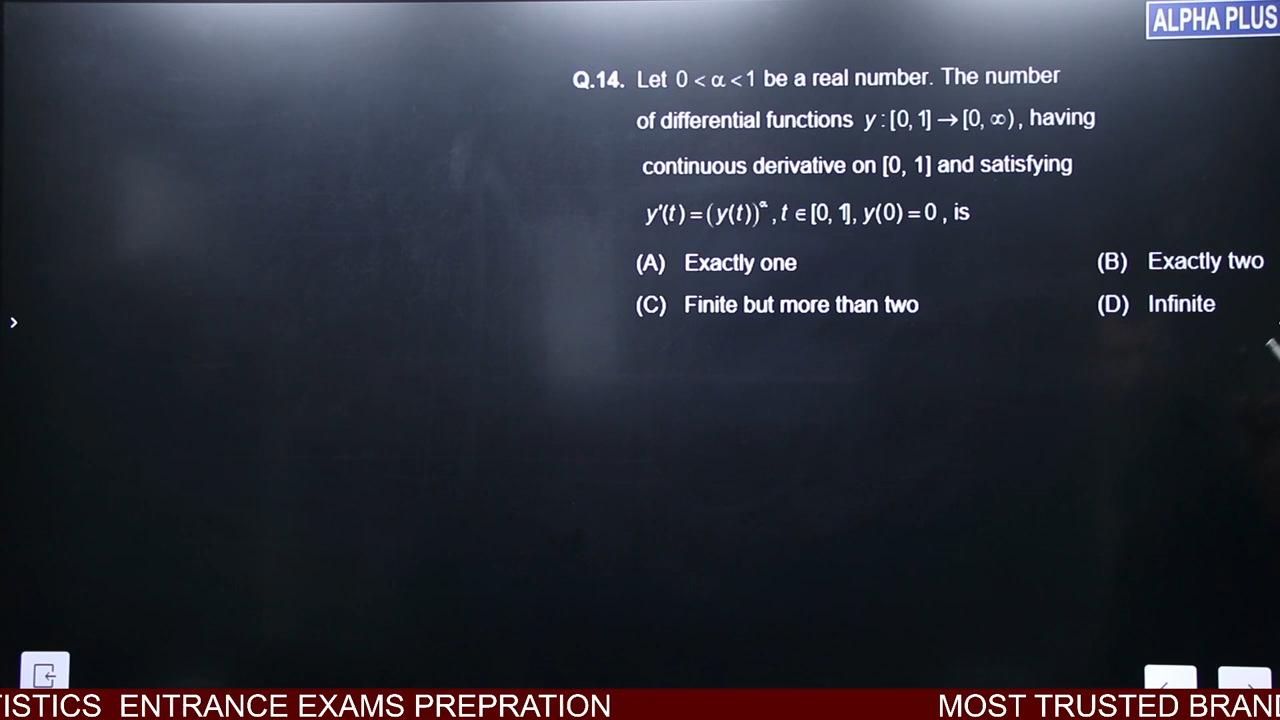 ALPHA PLUS
Q.14. Let 0 < α < 1 be a real number. The number
of differential functions y : [0, 1] → [0, ∞), having
continuous derivative on [0, 1] and satisfying
y'(t) = (y(t))^α, t ∈ [0, 1], y(0) = 0, is
(A) Exactly one (B) Exactly two
(C) Finite but more than two (D) Infinite
ENTRANCE EXAMS PREPRATION MOST TRUSTED